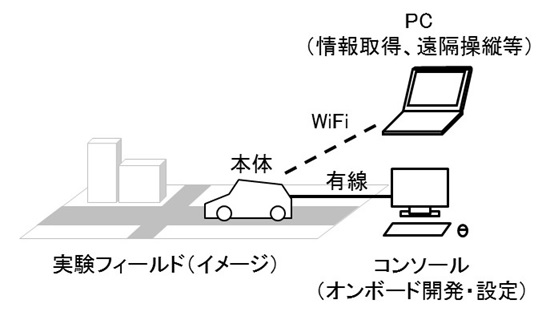 PC
（情報取得、遠隔操縦等）
WiFi
本体
有線
実験フィールド（イメージ）
コンソール
（オンボード開発・設定）